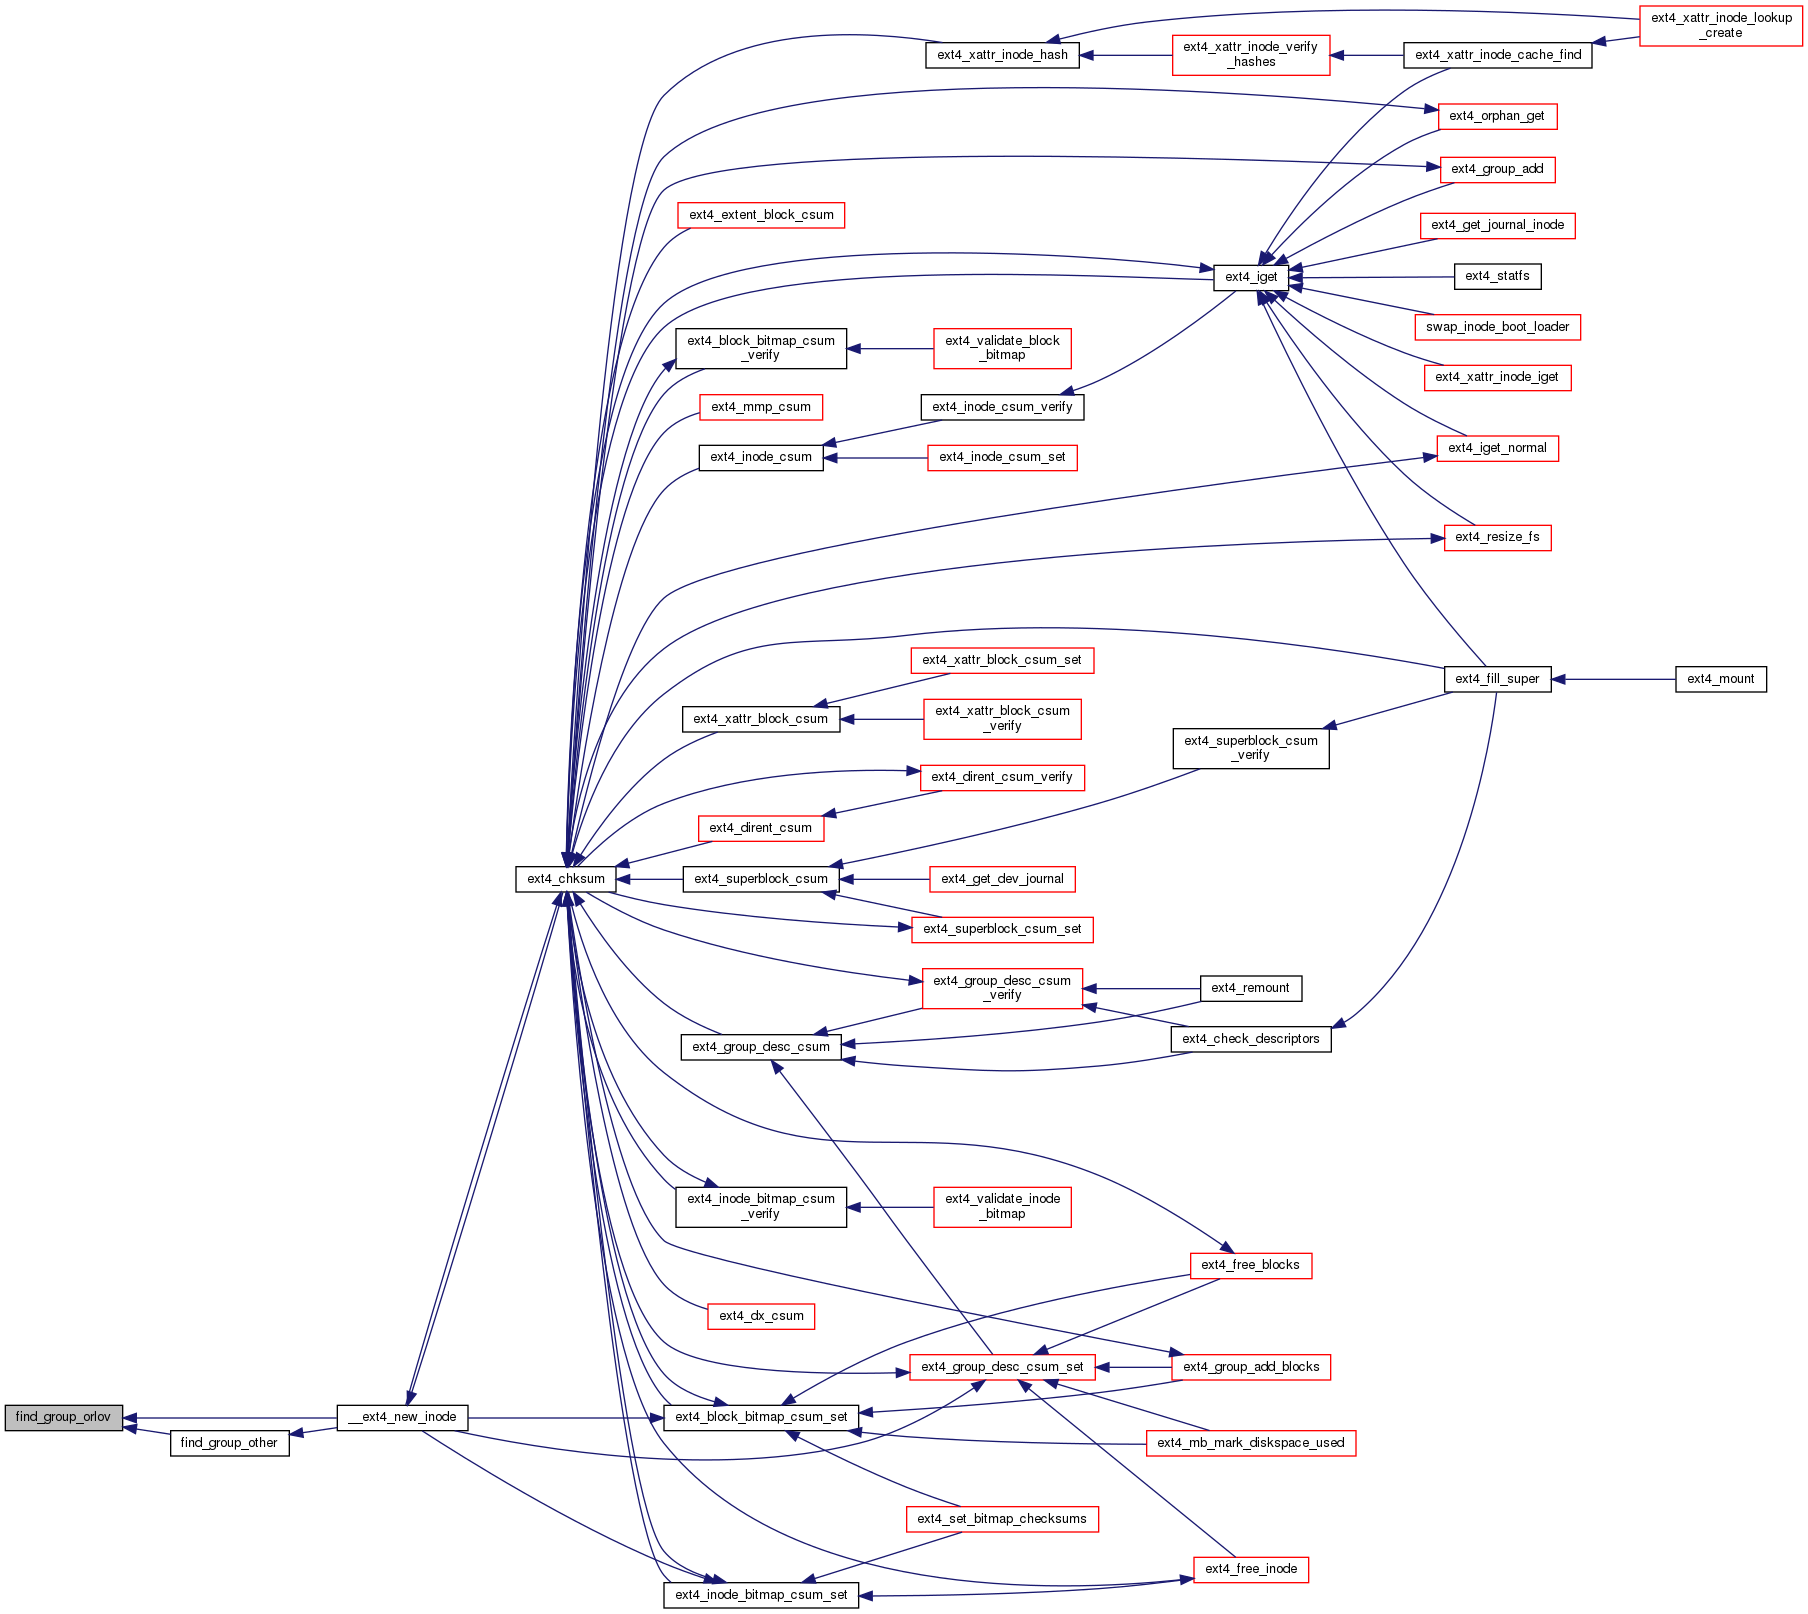 ext4_xattr_inode_lookup
_create
ext4_xattr_inode_hash
ext4_xattr_inode_verify
_hashes
ext4_xattr_inode_cache_find
ext4_orphan_get
ext4_group_add
ext4_extent_block_csum
ext4_get_journal_inode
ext4_iget
ext4_statfs
swap_inode_boot_loader
ext4_block_bitmap_csum
_verify
ext4_validate_block
_bitmap
ext4_xattr_inode_iget
ext4_mmp_csum
ext4_inode_csum_verify
ext4_inode_csum
ext4_inode_csum_set
ext4_iget_normal
ext4_resize_fs
ext4_xattr_block_csum_set
ext4_fill_super
ext4_mount
ext4_xattr_block_csum
ext4_xattr_block_csum
_verify
ext4_superblock_csum
_verify
ext4_dirent_csum_verify
ext4_dirent_csum
ext4_chksum
ext4_superblock_csum
ext4_get_dev_journal
ext4_superblock_csum_set
ext4_group_desc_csum
_verify
ext4_remount
ext4_group_desc_csum
ext4_check_descriptors
ext4_inode_bitmap_csum
_verify
ext4_validate_inode
_bitmap
ext4_free_blocks
ext4_dx_csum
ext4_group_desc_csum_set
ext4_group_add_blocks
find_group_orlov
__ext4_new_inode
ext4_block_bitmap_csum_set
find_group_other
ext4_mb_mark_diskspace_used
ext4_set_bitmap_checksums
ext4_free_inode
ext4_inode_bitmap_csum_set